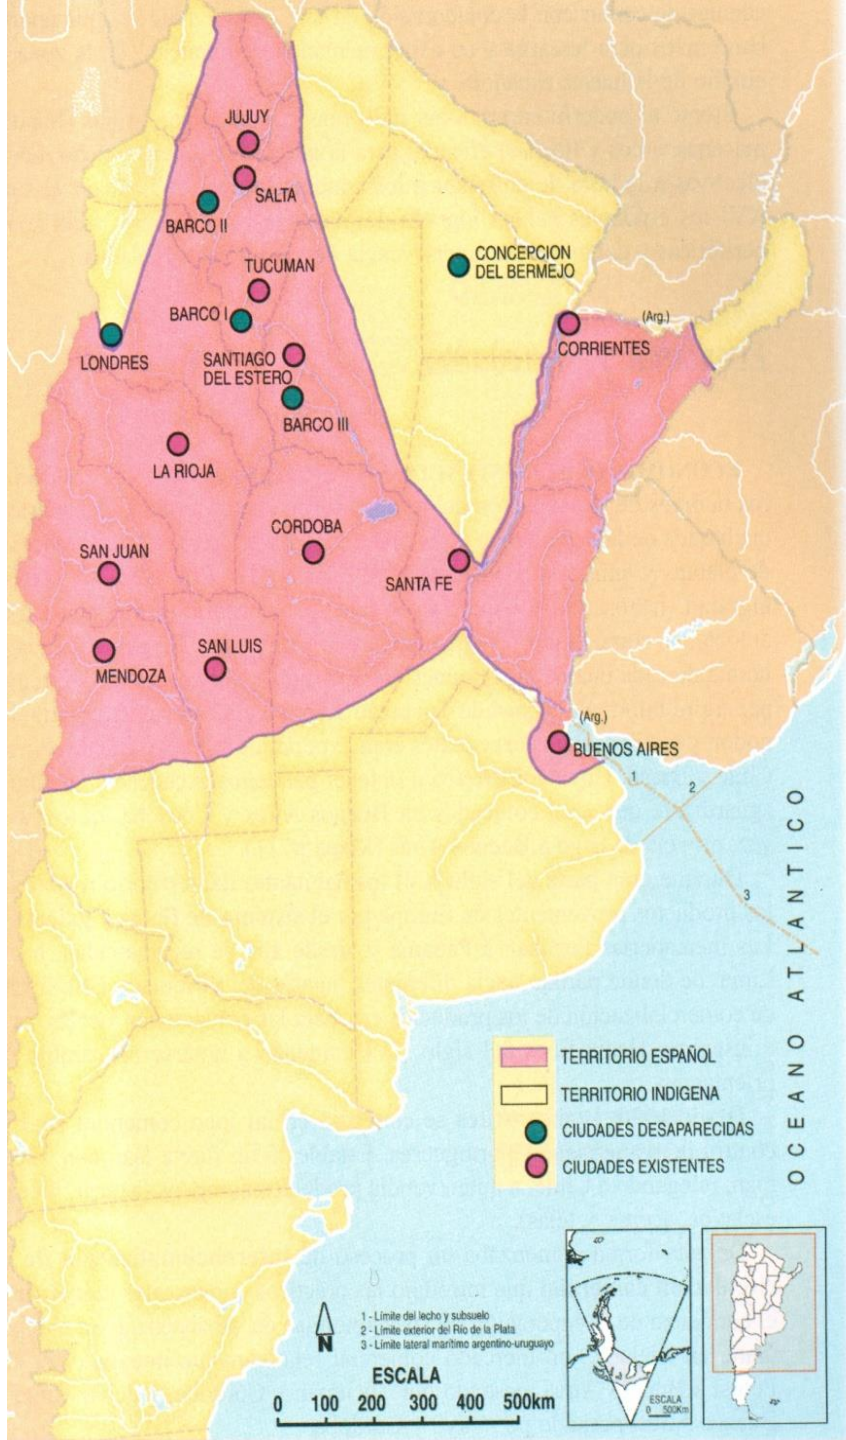 JUJUY
SALTA
BARCO II
TUCUMAN
CONCEPCION
DEL BERMEJO
BARCO I
(Arg.)
CORRIENTES
LONDRES
SANTIAGO
DEL ESTERO
BARCO III
LA RIOJA
CORDOBA
SAN JUAN
SANTA FE
SAN LUIS
MENDOZA
(Arg.)
BUENOS AIRES
1
2
3
OCEANO ATLANTICO
TERRITORIO ESPAÑOL
TERRITORIO INDIGENA
CIUDADES DESAPARECIDAS
CIUDADES EXISTENTES
N
1 - Límite del lecho y subsuelo
2 - Límite exterior del Río de la Plata
3 - Límite lateral marítimo argentino-uruguayo
ESCALA
0 100 200 300 400 500km
ESCALA
0 500Km